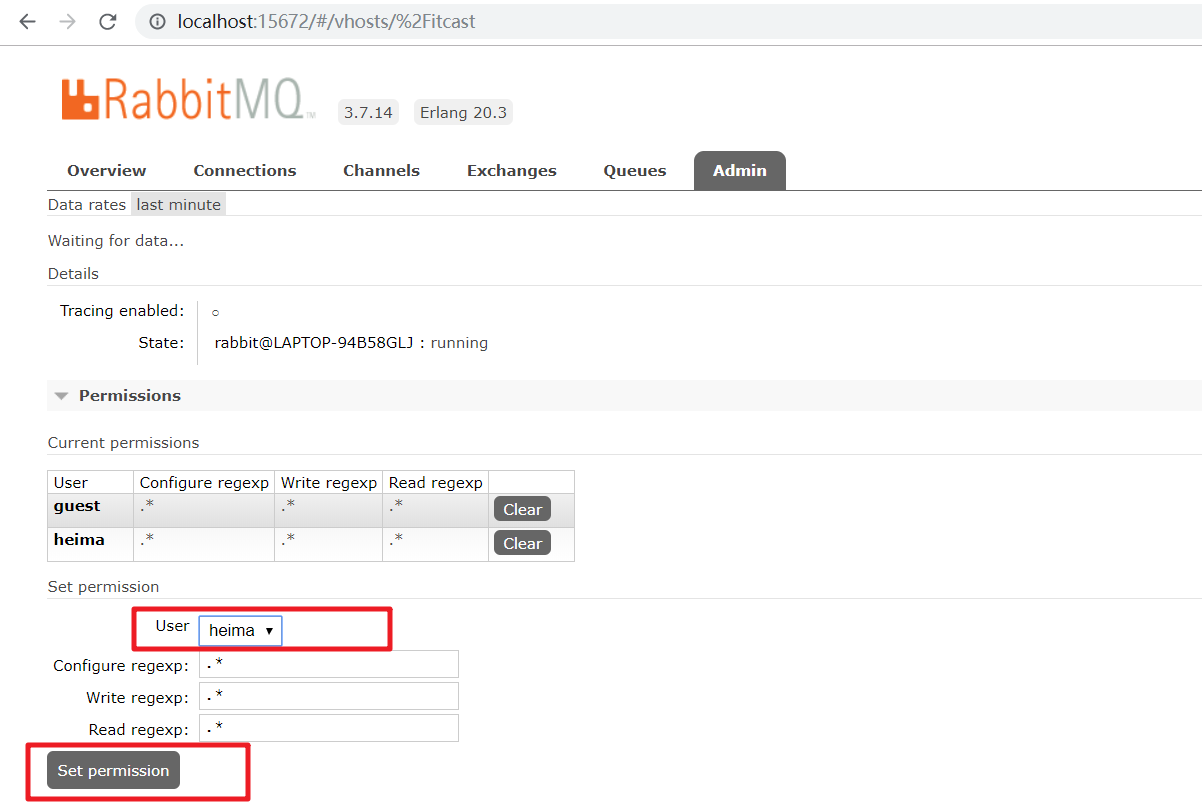 localhost:15672/#/vhosts/%2Fitcast
RabbitMQ TM 3.7.14 Erlang 20.3
Overview Connections Channels Exchanges Queues Admin
Data rates last minute
Waiting for data...
Details
Tracing enabled: ○
State: rabbit@LAPTOP-94B58GLJ : running
Permissions
Current permissions
User Configure regexp Write regexp Read regexp
guest .* .* .* Clear
heima .* .* .* Clear
Set permission
User heima
Configure regexp: .*
Write regexp: .*
Read regexp: .*
Set permission